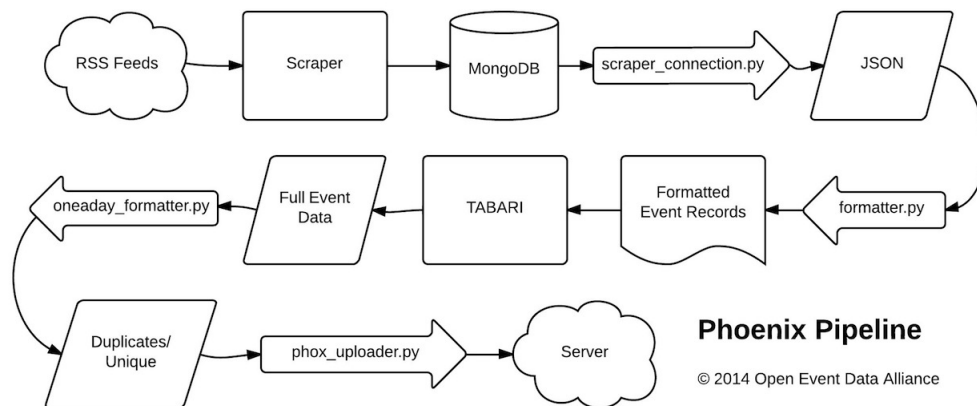 RSS Feeds
Scraper
MongoDB
scraper_connection.py
JSON
oneaday_formatter.py
Full Event
Data
TABARI
Formatted
Event Records
formatter.py
Duplicates/
Unique
phox_uploader.py
Server
Phoenix Pipeline
© 2014 Open Event Data Alliance